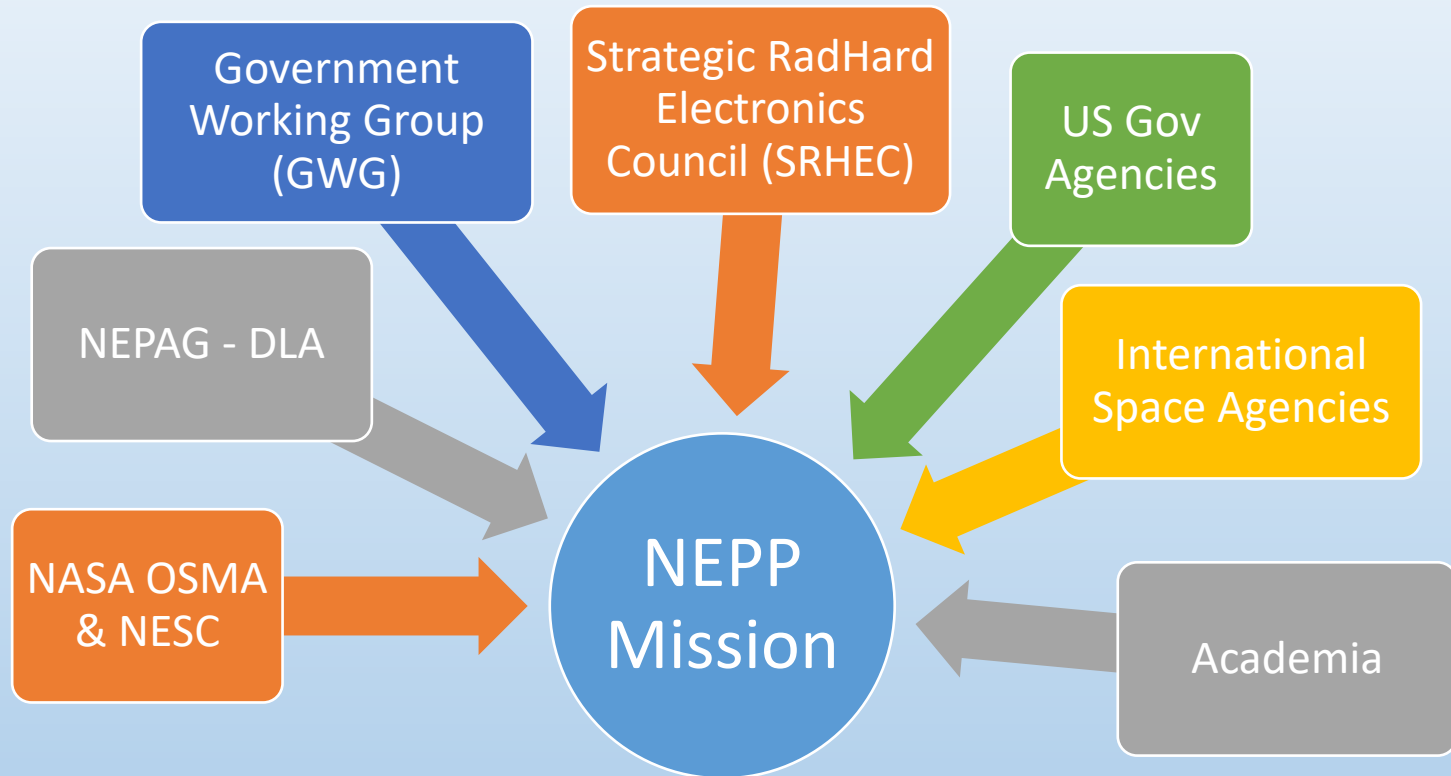 Government
Working Group
(GWG)
Strategic RadHard
Electronics
Council (SRHEC)
US Gov
Agencies
NEPAG - DLA
International
Space Agencies
NASA OSMA
& NESC
NEPP
Mission
Academia